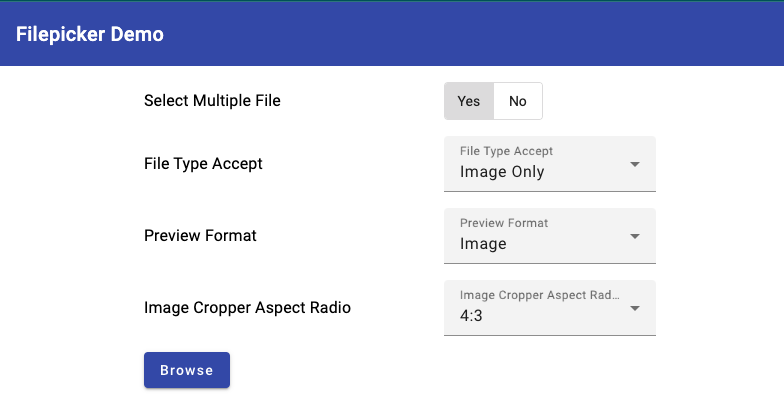 Filepicker Demo
Select Multiple File
Yes
No
File Type Accept
File Type Accept
Image Only
Preview Format
Preview Format
Image
Image Cropper Aspect Radio
Image Cropper Aspect Rad…
4:3
Browse